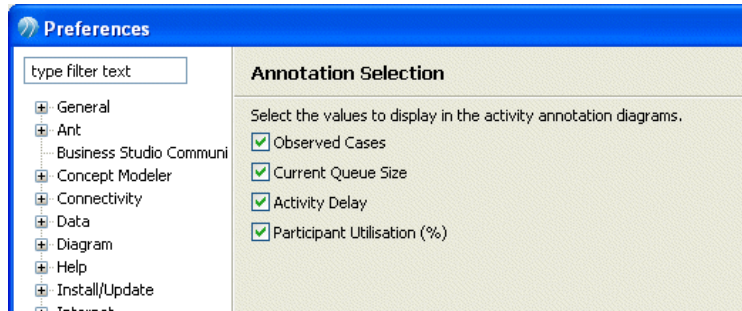 Preferences
type filter text
General
Ant
Business Studio Communi
Concept Modeler
Connectivity
Data
Diagram
Help
Install/Update
Internet
Annotation Selection
Select the values to display in the activity annotation diagrams.
Observed Cases
Current Queue Size
Activity Delay
Participant Utilisation (%)